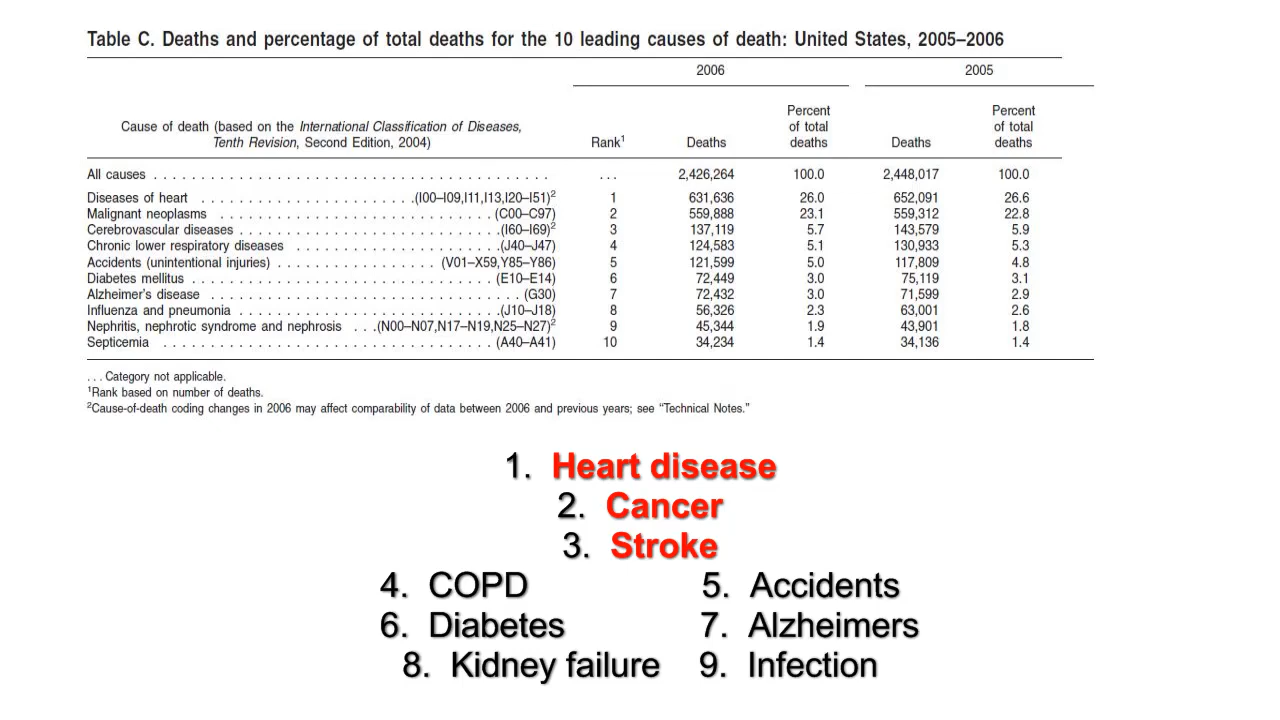 Table C. Deaths and percentage of total deaths for the 10 leading causes of death: United States, 2005–2006
2006 2005
Cause of death (based on the International Classification of Diseases, Tenth Revision, Second Edition, 2004) Rank1 Deaths Percent of total deaths Deaths Percent of total deaths
All causes . . . . . . . . . . . . . . . . . . . . . . . . . . . . . . . . . . . . . . . . . . ... 2,426,264 100.0 2,448,017 100.0
Diseases of heart . . . . . . . . . . . . . . . . . . . . . . .(I00–I09,I11,I13,I20–I51)2 1 631,636 26.0 652,091 26.6
Malignant neoplasms . . . . . . . . . . . . . . . . . . . . . . . . . . . . . (C00–C97) 2 559,888 23.1 559,312 22.8
Cerebrovascular diseases . . . . . . . . . . . . . . . . . . . . . . . . . . . .(I60–I69)2 3 137,119 5.7 143,579 5.9
Chronic lower respiratory diseases . . . . . . . . . . . . . . . . . . . . . .(J40–J47) 4 124,583 5.1 130,933 5.3
Accidents (unintentional injuries) . . . . . . . . . . . . . . . . . (V01–X59,Y85–Y86) 5 121,599 5.0 117,809 4.8
Diabetes mellitus . . . . . . . . . . . . . . . . . . . . . . . . . . . . . . . . (E10–E14) 6 72,449 3.0 75,119 3.1
Alzheimer's disease . . . . . . . . . . . . . . . . . . . . . . . . . . . . . . . . . (G30) 7 72,432 3.0 71,599 2.9
Influenza and pneumonia . . . . . . . . . . . . . . . . . . . . . . . . . . . .(J10–J18) 8 56,326 2.3 63,001 2.6
Nephritis, nephrotic syndrome and nephrosis . . .(N00–N07,N17–N19,N25–N27)2 9 45,344 1.9 43,901 1.8
Septicemia . . . . . . . . . . . . . . . . . . . . . . . . . . . . . . . . . . . (A40–A41) 10 34,234 1.4 34,136 1.4
. . . Category not applicable.
1Rank based on number of deaths.
2Cause-of-death coding changes in 2006 may affect comparability of data between 2006 and previous years; see “Technical Notes.”
1. Heart disease
2. Cancer
3. Stroke
4. COPD 5. Accidents
6. Diabetes 7. Alzheimers
8. Kidney failure 9. Infection